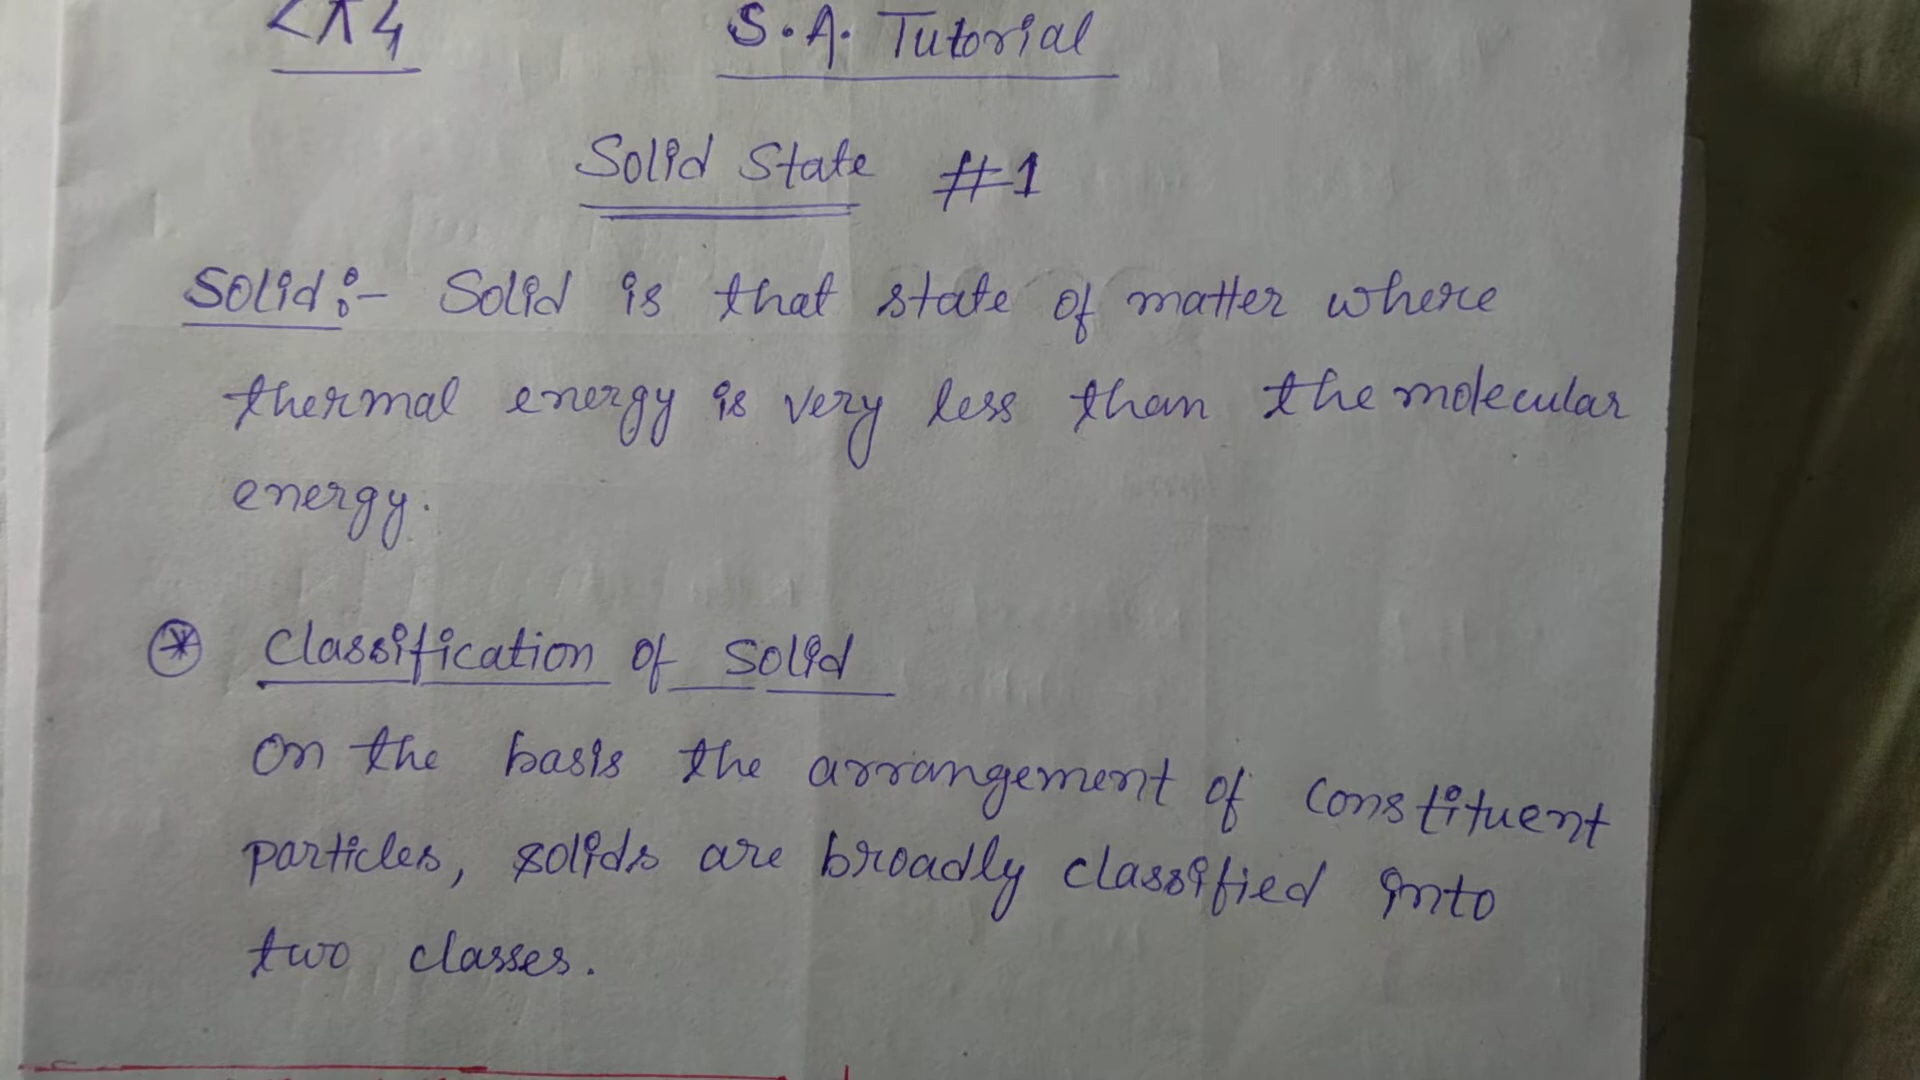 S.A. Tutorial
Solid State #1
Solid:- Solid is that state of matter where
thermal energy is very less than the molecular
energy.
Classification of Solid
On the basis the arrangement of constituent
particles, solids are broadly classified into
two classes.